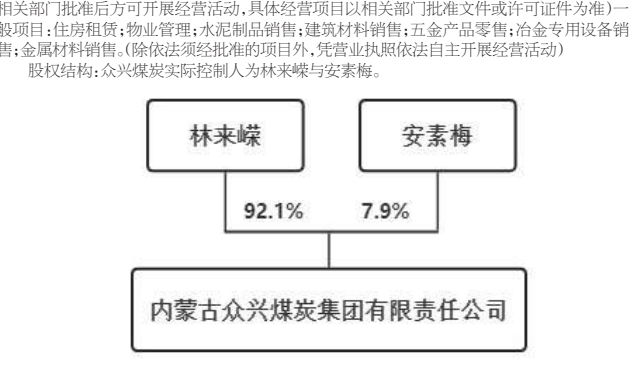 相关部门批准后方可开展经营活动,具体经营项目以相关部门批准文件或许可证件为准)一
般项目:住房租赁;物业管理;水泥制品销售;建筑材料销售;五金产品零售;冶金专用设备销
售;金属材料销售。(除依法须经批准的项目外,凭营业执照依法自主开展经营活动)
股权结构:众兴煤炭实际控制人为林来嵘与安素梅。
林来嵘
安素梅
92.1%
7.9%
内蒙古众兴煤炭集团有限责任公司